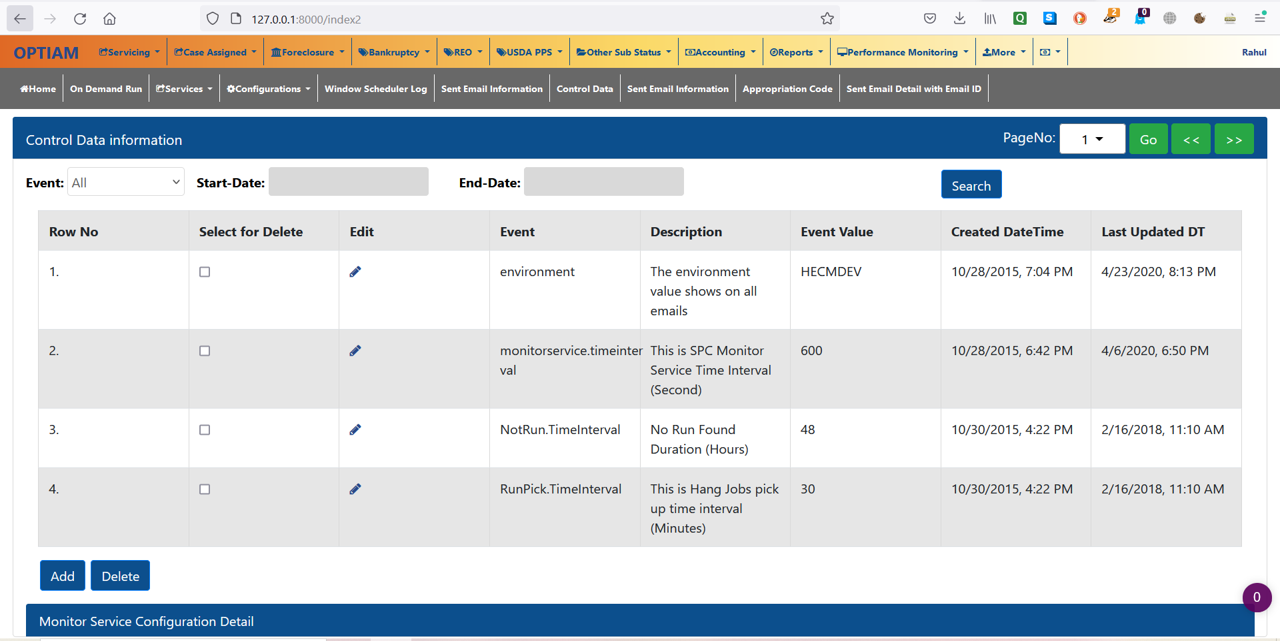 127.0.0.1:8000/index2
Q
S
2
0
OPTIAM Servicing Case Assigned Foreclosure Bankruptcy REO USDA PPS Other Sub Status Accounting Reports Performance Monitoring More Rahul
Home On Demand Run Services Configurations Window Scheduler Log Sent Email Information Control Data Sent Email Information Appropriation Code Sent Email Detail with Email ID
Control Data information PageNo: 1 Go << >>
Event: All Start-Date: End-Date: Search
Row No Select for Delete Edit Event Description Event Value Created DateTime Last Updated DT
1. environment The environment HECMDEV 10/28/2015, 7:04 PM 4/23/2020, 8:13 PM
value shows on all
emails
2. monitorservice.timeinter This is SPC Monitor 600 10/28/2015, 6:42 PM 4/6/2020, 6:50 PM
val Service Time Interval
(Second)
3. NotRun.TimeInterval No Run Found 48 10/30/2015, 4:22 PM 2/16/2018, 11:10 AM
Duration (Hours)
4. RunPick.TimeInterval This is Hang Jobs pick 30 10/30/2015, 4:22 PM 2/16/2018, 11:10 AM
up time interval
(Minutes)
Add Delete
0
Monitor Service Configuration Detail